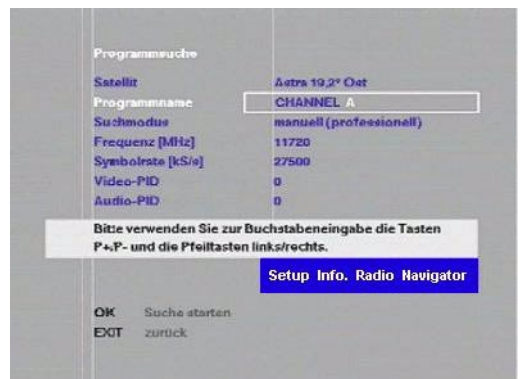 Programmsuche
Satellit Astra 19,2° Ost
Programmname CHANNEL A
Suchmodus manuell (professionell)
Frequenz [MHz] 11720
Symbolrate [kS/s] 27500
Video-PID 0
Audio-PID 0
Bitte verwenden Sie zur Buchstabeneingabe die Tasten
P+/P- und die Pfeiltasten links/rechts.
Setup Info. Radio Navigator
OK Suche starten
EXIT zurück